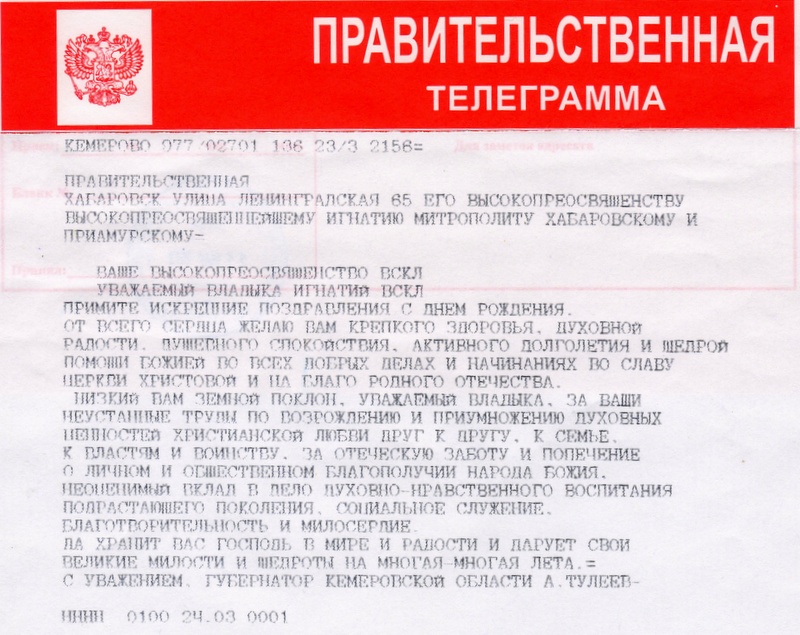 ПРАВИТЕЛЬСТВЕННАЯ
ТЕЛЕГРАММА
КЕМЕРОВО 077/02701 136 23/3 2156=
Для заметки адресата
ПРАВИТЕЛЬСТВЕННАЯ
ХАБАРОВСК УЛИЦА ЛЕНИНГРАЛСКАЯ 65 ЕГО ВЫСОКОПРЕОСВЯЩЕНСТВУ
ВЫСОКОПРЕОСВЯЩЕННЕЙШЕМУ ИГНАТИЮ МИТРОПОЛИТУ ХАБАРОВСКОМУ И
ПРИАМУРСКОМУ=
ВАШЕ ВЫСОКОПРЕОСВЯЩЕНСТВО ВСКЛ
УВАЖАЕМЫЙ ВЛАДЫКА ИГНАТИЙ ВСКЛ
ПРИМИТЕ ИСКРЕННИЕ ПОЗДРАВЛЕНИЯ С ДНЕМ РОЖДЕНИЯ.
ОТ ВСЕГО СЕРДЦА ЖЕЛАЮ ВАМ КРЕПКОГО ЗДОРОВЬЯ, ДУХОВНОЙ
РАДОСТИ, ДУШЕВНОГО СПОКОЙСТВИЯ, АКТИВНОГО ДОЛГОЛЕТИЯ И ЩЕДРОЙ
ПОМОЩИ БОЖИЕЙ ВО ВСЕХ ДОБРЫХ ДЕЛАХ И НАЧИНАНИЯХ ВО СЛАВУ
ЦЕРКВИ ХРИСТОВОЙ И НА БЛАГО РОДНОГО ОТЕЧЕСТВА.
НИЗКИЙ ВАМ ЗЕМНОЙ ПОКЛОН, УВАЖАЕМЫЙ ВЛАДЫКА, ЗА ВАШИ
НЕУСТАННЫЕ ТРУДЫ ПО ВОЗРОЖДЕНИЮ И ПРИУМНОЖЕНИЮ ДУХОВНЫХ
ЦЕННОСТЕЙ ХРИСТИАНСКОЙ ЛЮБВИ ДРУГ К ДРУГУ, К СЕМЬЕ,
К ВЛАСТЯМ И ВОИНСТВУ, ЗА ОТЕЧЕСКУЮ ЗАБОТУ И ПОПЕЧЕНИЕ
О ЛИЧНОМ И ОБЩЕСТВЕННОМ БЛАГОПОЛУЧИИ НАРОДА БОЖИЯ,
НЕОЦЕНИМЫЙ ВКЛАД В ДЕЛО ДУХОВНО-НРАВСТВЕННОГО ВОСПИТАНИЯ
ПОДРАСТАЮЩЕГО ПОКОЛЕНИЯ, СОЦИАЛЬНОЕ СЛУЖЕНИЕ,
БЛАГОТВОРИТЕЛЬНОСТЬ И МИЛОСЕРДИЕ.
ДА ХРАНИТ ВАС ГОСПОДЬ В МИРЕ И РАДОСТИ И ДАРУЕТ СВОИ
ВЕЛИКИЕ МИЛОСТИ И ЩЕДРОТЫ НА МНОГАЯ-МНОГАЯ ЛЕТА.=
С УВАЖЕНИЕМ, ГУБЕРНАТОР КЕМЕРОВСКОЙ ОБЛАСТИ А.ТУЛЕЕВ-
НННН 0100 24.03 0001